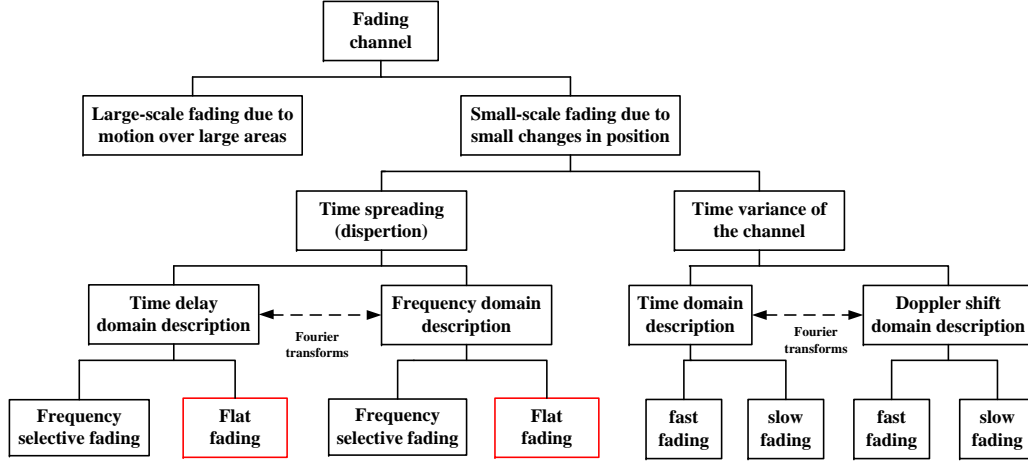 Fading
channel
Large-scale fading due to
motion over large areas
Small-scale fading due to
small changes in position
Time spreading
(dispertion)
Time variance of
the channel
Time delay
domain description
Fourier
transforms
Frequency domain
description
Time domain
description
Fourier
transforms
Doppler shift
domain description
Frequency
selective fading
Flat
fading
Frequency
selective fading
Flat
fading
fast
fading
slow
fading
fast
fading
slow
fading